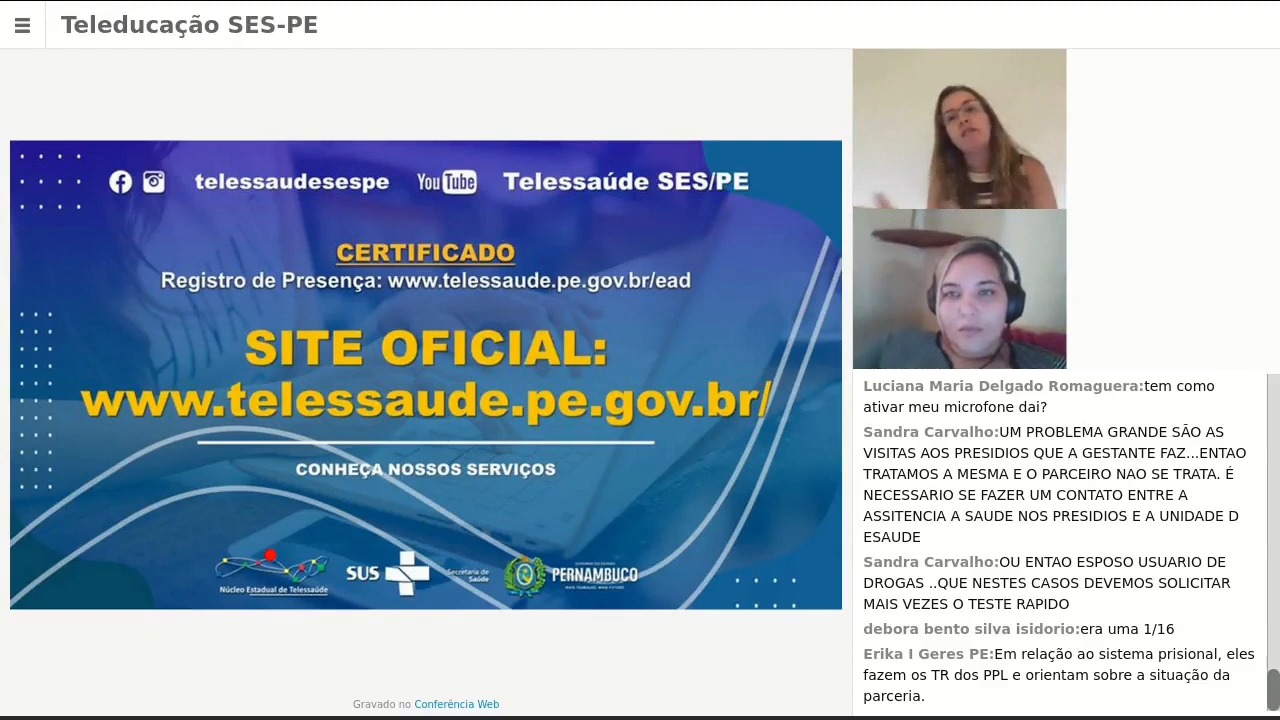 Teleducação SES-PE
telessaudesespe YouTube Telessaúde SES/PE
CERTIFICADO
Registro de Presença: www.telessaude.pe.gov.br/ead
SITE OFICIAL:
www.telessaude.pe.gov.br/
CONHEÇA NOSSOS SERVIÇOS
Núcleo Estadual de Telessaúde
SUS
Secretaria de
Saúde
PERNAMBUCO
Gravado no Conferência Web
Luciana Maria Delgado Romaguera:tem como
ativar meu microfone dai?
Sandra Carvalho:UM PROBLEMA GRANDE SÃO AS
VISITAS AOS PRESIDIOS QUE A GESTANTE FAZ...ENTAO
TRATAMOS A MESMA E O PARCEIRO NAO SE TRATA. É
NECESSARIO SE FAZER UM CONTATO ENTRE A
ASSITENCIA A SAUDE NOS PRESIDIOS E A UNIDADE D
ESAUDE
Sandra Carvalho:OU ENTAO ESPOSO USUARIO DE
DROGAS ..QUE NESTES CASOS DEVEMOS SOLICITAR
MAIS VEZES O TESTE RAPIDO
debora bento silva isidorio:era uma 1/16
Erika I Geres PE:Em relação ao sistema prisional, eles
fazem os TR dos PPL e orientam sobre a situação da
parceria.